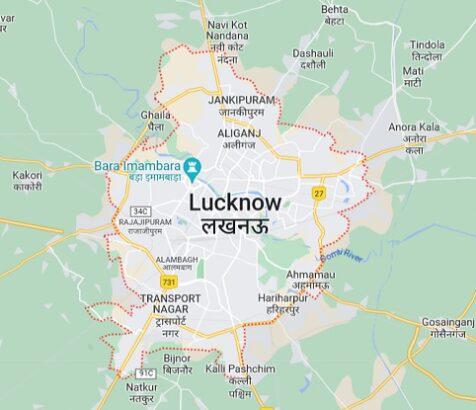 Behta
बेहटा
Navi Kot
Nandana
नवी कोट
नंदना
Dashauli
दशौली
Tindola
तिन्दोला
Mati
माटी
JANKIPURAM
जानकीपुरम
Ghaila
घैला
ALIGANJ
अलीगंज
Anora Kala
अनोरा
कला
Bara Imambara
बड़ा इमामबाड़ा
Kakori
काकोरी
27
Lucknow
लखनऊ
34C
RAJAJIPURAM
राजाजीपुरम
ALAMBAGH
आलमबाग़
Gomti River
Ahmamau
अहमामऊ
731
TRANSPORT
NAGAR
ट्रांसपोर्ट
नगर
Hariharpur
हरिहरपुर
Gosainganj
गोसैनगंज
Bijnor
बिजनौर
Kalli Pashchim
कल्ली
पश्चिम
91C
Natkur
नतकुर